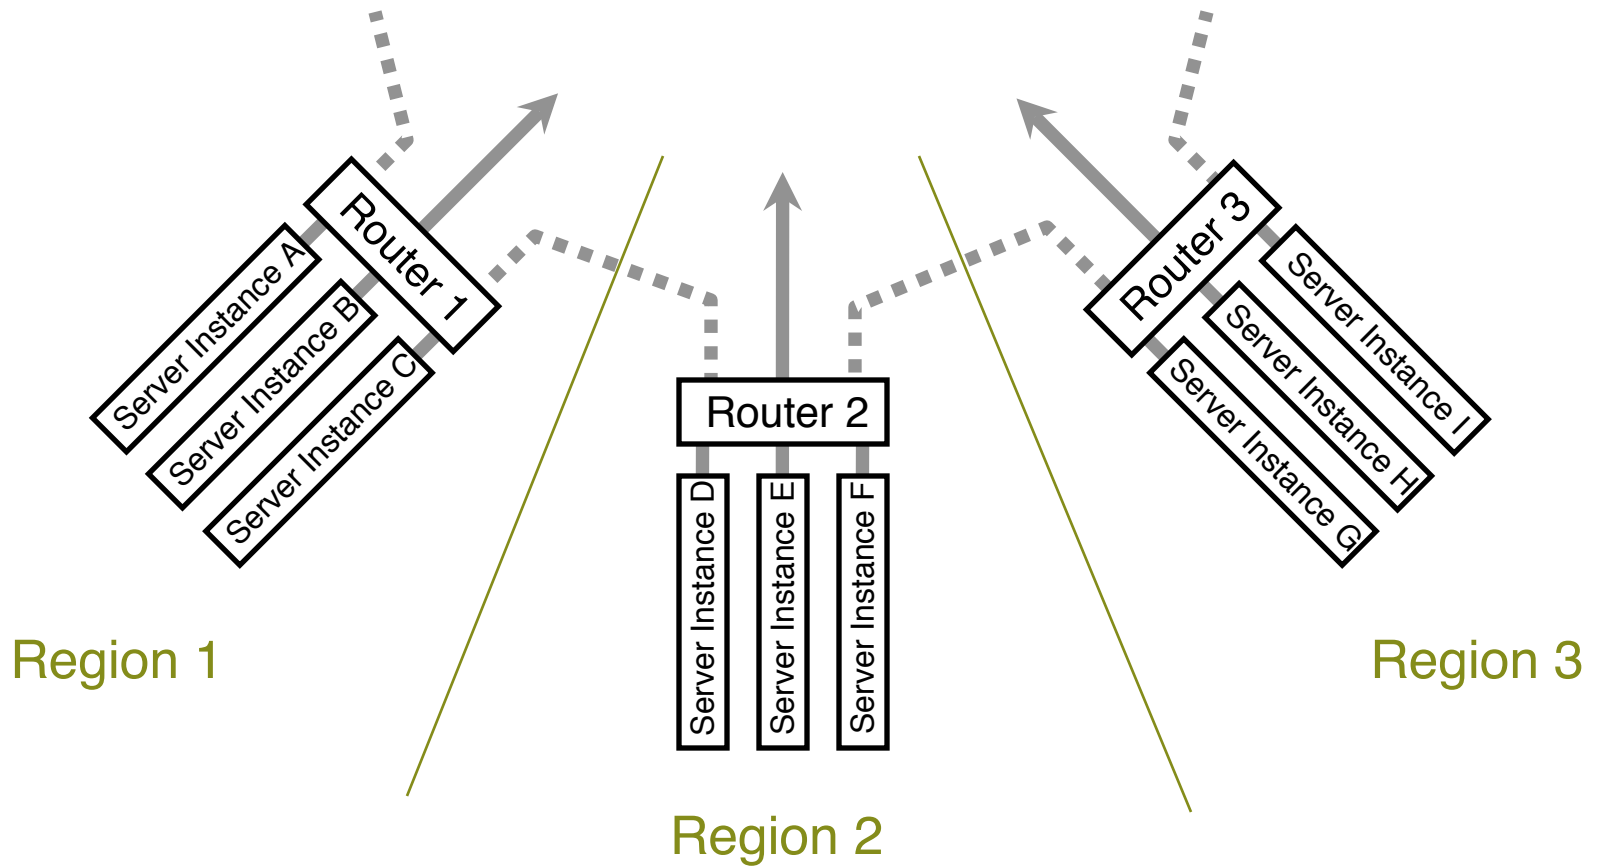 Router 1
Server Instance A
Server Instance B
Server Instance C
Region 1
Router 2
Server Instance D
Server Instance E
Server Instance F
Region 2
Router 3
Server Instance I
Server Instance H
Server Instance G
Region 3